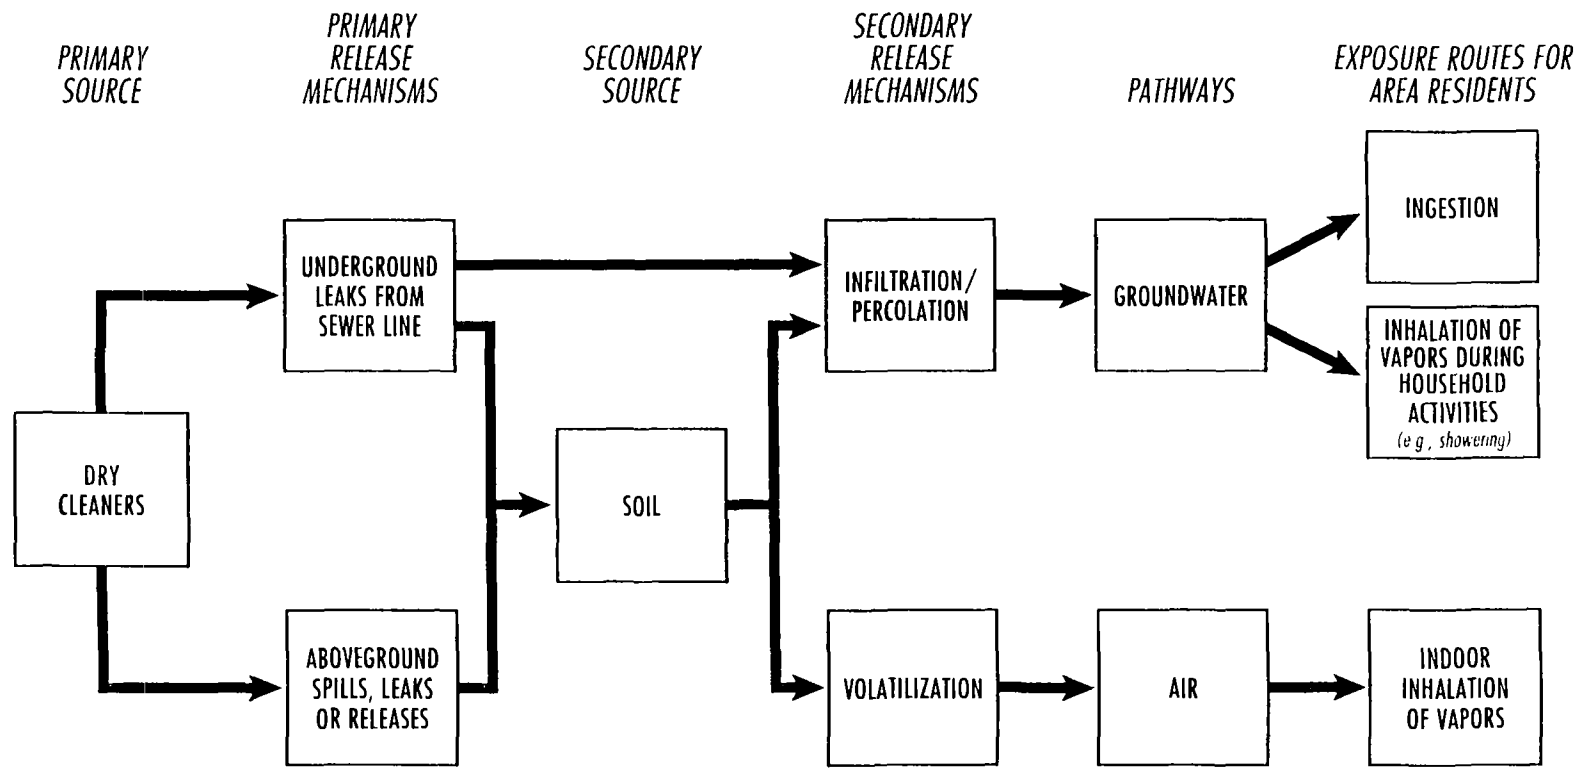 PRIMARY
SOURCE
PRIMARY
RELEASE
MECHANISMS
SECONDARY
SOURCE
SECONDARY
RELEASE
MECHANISMS
PATHWAYS
EXPOSURE ROUTES FOR
AREA RESIDENTS
DRY
CLEANERS
UNDERGROUND
LEAKS FROM
SEWER LINE
ABOVEGROUND
SPILLS, LEAKS
OR RELEASES
SOIL
INFILTRATION/
PERCOLATION
VOLATILIZATION
GROUNDWATER
AIR
INGESTION
INHALATION OF
VAPORS DURING
HOUSEHOLD
ACTIVITIES
(e g, showering)
INDOOR
INHALATION
OF VAPORS